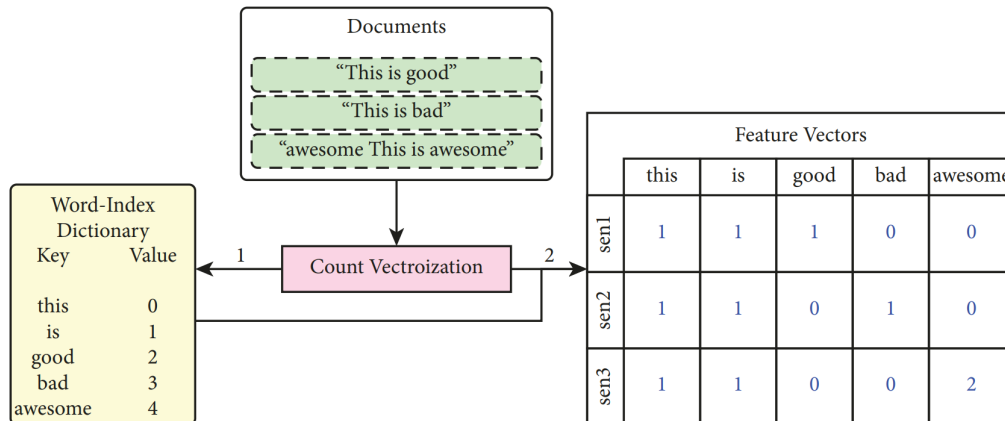 Documents
“This is good”
“This is bad”
“awesome This is awesome”
Word-Index
Dictionary
Key Value
this 0
is 1
good 2
bad 3
awesome 4
1
Count Vectroization
2
Feature Vectors
this is good bad awesome
sen1 1 1 1 0 0
sen2 1 1 0 1 0
sen3 1 1 0 0 2